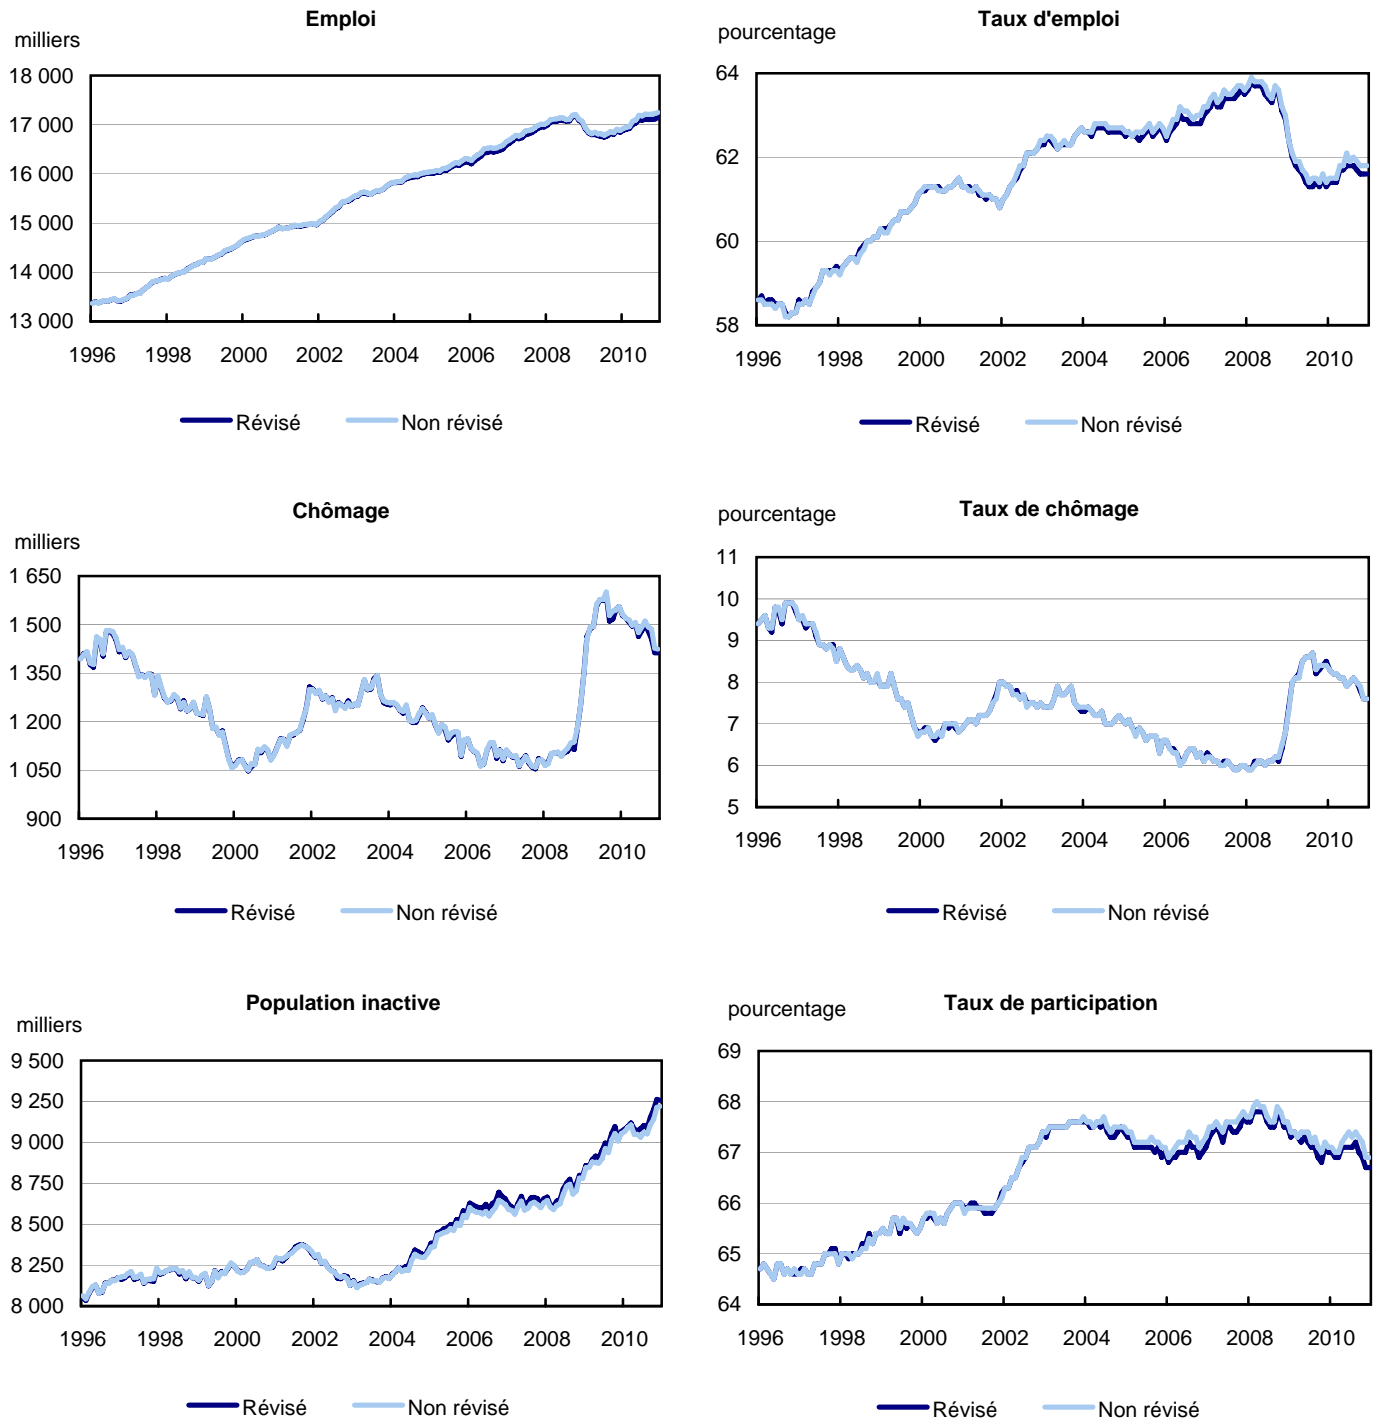 Emploi
milliers
18 000
17 000
16 000
15 000
14 000
13 000
1996 1998 2000 2002 2004 2006 2008 2010
Révisé Non révisé
Taux d'emploi
pourcentage
64
62
60
58
1996 1998 2000 2002 2004 2006 2008 2010
Révisé Non révisé
Chômage
milliers
1 650
1 500
1 350
1 200
1 050
900
1996 1998 2000 2002 2004 2006 2008 2010
Révisé Non révisé
Taux de chômage
pourcentage
11
10
9
8
7
6
5
1996 1998 2000 2002 2004 2006 2008 2010
Révisé Non révisé
Population inactive
milliers
9 500
9 250
9 000
8 750
8 500
8 250
8 000
1996 1998 2000 2002 2004 2006 2008 2010
Révisé Non révisé
Taux de participation
pourcentage
69
68
67
66
65
64
1996 1998 2000 2002 2004 2006 2008 2010
Révisé Non révisé